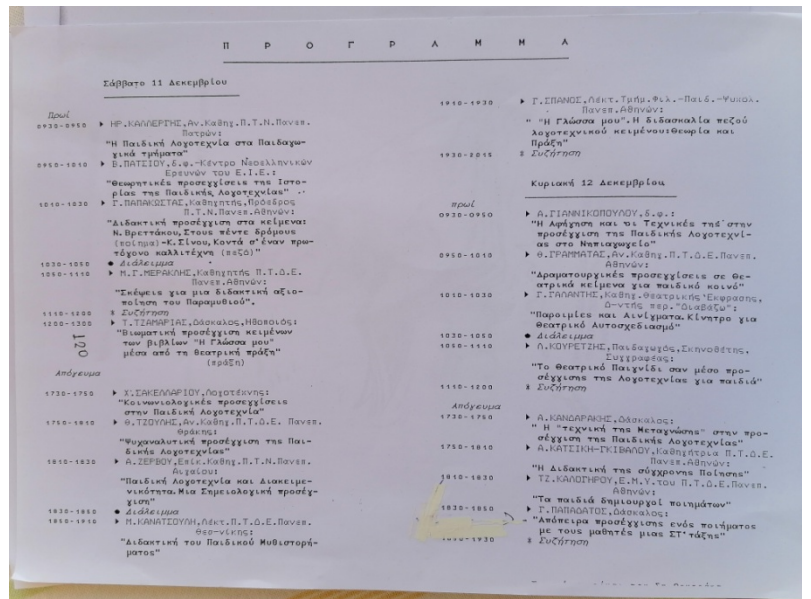 Π Ρ Ο Γ Ρ Α Μ Μ Α
Σάββατο 11 Δεκεμβρίου
Πρωί
0930-0950 ▸ ΗΡ.ΚΑΛΛΕΡΓΗΣ,Αν.Καθηγ.Π.Τ.Ν.Πανεπ.
Πατρών:
"Η Παιδική Λογοτεχνία στα Παιδαγω-
γικά τμήματα"
0950-1010 ▸ Β.ΠΑΤΣΙΟΥ,δ.φ.-Κέντρο Νεοελληνικών
Ερευνών του Ε.Ι.Ε.:
"Θεωρητικές προσεγγίσεις της Ιστο-
ρίας της Παιδικής Λογοτεχνίας"
1010-1030 ▸ Γ.ΠΑΠΑΚΩΣΤΑΣ,Καθηγητής,Πρόεδρος
Π.Τ.Ν.Πανεπ.Αθηνών:
"Διδακτική προσέγγιση στα κείμενα:
Ν.Βρεττάκου,Στους πέντε δρόμους
(ποίημα)-Κ.Σίνου,Κοντά σ'έναν πρω-
τόγονο καλλιτέχνη (πεζό)"
1030-1050 ● Διάλειμμα
1050-1110 ▸ Μ.Γ.ΜΕΡΑΚΛΗΣ,Καθηγητής Π.Τ.Δ.Ε.
Πανεπ.Αθηνών:
"Σκέψεις για μια διδακτική αξιο-
ποίηση του Παραμυθιού".
1110-1200 Συζήτηση
1200-1300 ▸ Τ.ΤΖΑΜΑΡΙΑΣ,Δάσκαλος,Ηθοποιός:
"Βιωματική προσέγγιση κειμένων
των βιβλίων "Η Γλώσσα μου"
μέσα από τη θεατρική πράξη"
(πράξη)
120
Απόγευμα
1730-1750 ▸ Χ.ΣΑΚΕΛΛΑΡΙΟΥ,Λογοτέχνης:
"Κοινωνιολογικές προσεγγίσεις
στην Παιδική Λογοτεχνία"
1750-1810 ▸ Θ.ΤΖΟΥΛΗΣ,Αν.Καθηγ.Π.Τ.Δ.Ε. Πανεπ.
Θράκης:
"Ψυχαναλυτική προσέγγιση της Παι-
δικής Λογοτεχνίας"
1810-1830 ▸ Α.ΖΕΡΒΟΥ,Επίκ.Καθηγ.Π.Τ.Ν.Πανεπ.
Αιγαίου:
"Παιδική Λογοτεχνία και Διακειμε-
νικότητα.Μια Σημειολογική προσέγ-
γιση"
1830-1850 ● Διάλειμμα
1850-1910 ▸ Μ.ΚΑΝΑΤΣΟΥΛΗ,Λέκτ.Π.Τ.Δ.Ε.Πανεπ.
Θεσ-νίκης:
"Διδακτική του Παιδικού Μυθιστορή-
ματος"
1910-1930 ▸ Γ.ΣΠΑΝΟΣ,Λέκτ.Τμήμ.Φιλ.-Παιδ.-Ψυχολ.
Πανεπ.Αθηνών:
" "Η Γλώσσα μου". Η διδασκαλία πεζού
λογοτεχνικού κειμένου:Θεωρία και
Πράξη"
1930-2015 Συζήτηση
Κυριακή 12 Δεκεμβρίου
πρωί
0930-0950 ▸ Α.ΓΙΑΝΝΙΚΟΠΟΥΛΟΥ,δ.φ.:
"Η Αφήγηση και οι Τεχνικές της στην
προσέγγιση της Παιδικής Λογοτεχνί-
ας στο Νηπιαγωγείο"
0950-1010 ▸ Θ.ΓΡΑΜΜΑΤΑΣ,Αν.Καθηγ.Π.Τ.Δ.Ε.Πανεπ.
Αθηνών:
"Δραματουργικές προσεγγίσεις σε θε-
ατρικά κείμενα για παιδικό κοινό"
1010-1030 ▸ Γ.ΓΑΛΑΝΤΗΣ,Καθηγ.Θεατρικής Έκφρασης,
Δ-ντής περ."Διαβάζω":
"Παροιμίες και Αινίγματα.Κίνητρο για
Θεατρικό Αυτοσχεδιασμό"
1030-1050 ● Διάλειμμα
1050-1110 ▸ Λ.ΚΟΥΡΕΤΖΗΣ,Παιδαγωγός,Σκηνοθέτης,
Συγγραφέας:
"Το Θεατρικό Παιγνίδι σαν μέσο προ-
σέγγισης της Λογοτεχνίας για παιδιά"
1110-1200 Συζήτηση
Απόγευμα
1730-1750 ▸ Α.ΚΑΝΔΑΡΑΚΗΣ,Δάσκαλος:
" Η "τεχνική της Μεταγνώσης" στην προ-
σέγγιση της Παιδικής Λογοτεχνίας"
1750-1810 ▸ Α.ΚΑΤΣΙΚΗ-ΓΚΙΒΑΛΟΥ,Καθηγήτρια Π.Τ.Δ.Ε.
Πανεπ.Αθηνών:
"Η Διδακτική της σύγχρονης Ποίησης"
1810-1830 ▸ ΤΖ.ΚΑΛΟΓΗΡΟΥ,Ε.Μ.Υ.του Π.Τ.Δ.Ε.Πανεπ.
Αθηνών:
"Τα παιδιά δημιουργοί ποιημάτων"
1830-1850 ▸ Γ.ΠΑΠΑΔΑΤΟΣ,Δάσκαλος:
"Απόπειρα προσέγγισης ενός ποιήματος
με τους μαθητές μιας ΣΤ'τάξης"
-1930 Συζήτηση